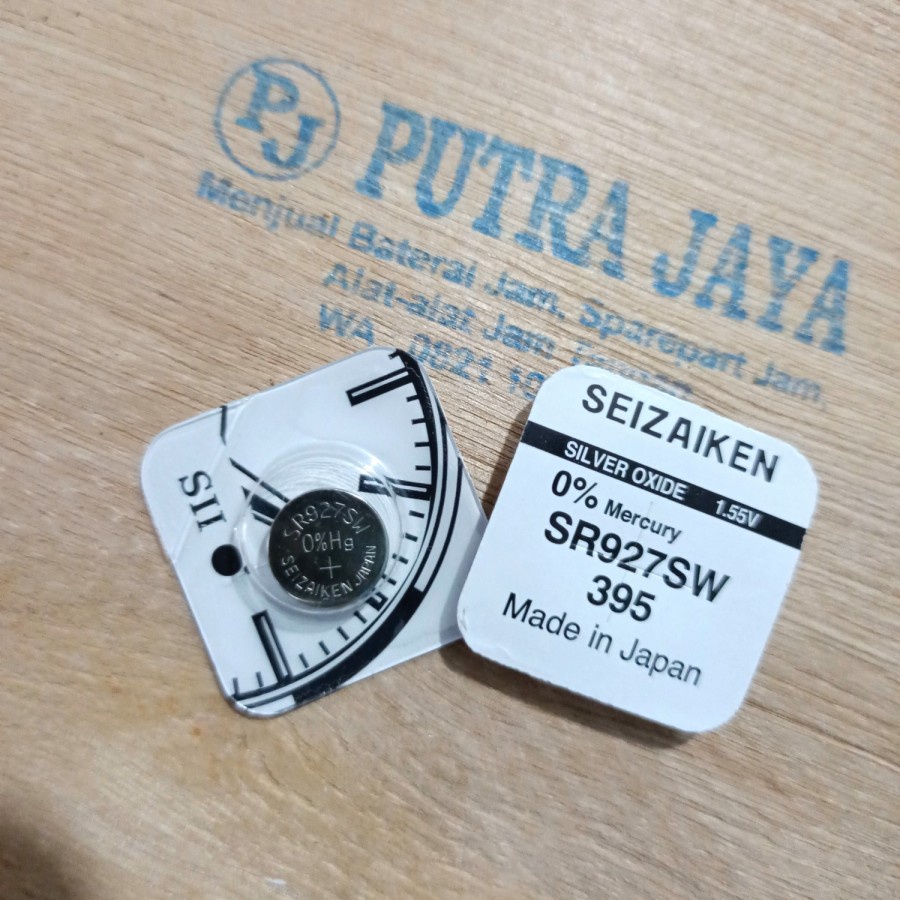 PJ
PUTRA JAYA
Menjual Baterai Jam, Sparepart Jam,
Alat-alat Jam
WA 0821
SII
SR927SW
0%Hg
+
SEIZAIKEN JAPAN
SEIZAIKEN
SILVER OXIDE 1.55V
0% Mercury
SR927SW
395
Made in Japan